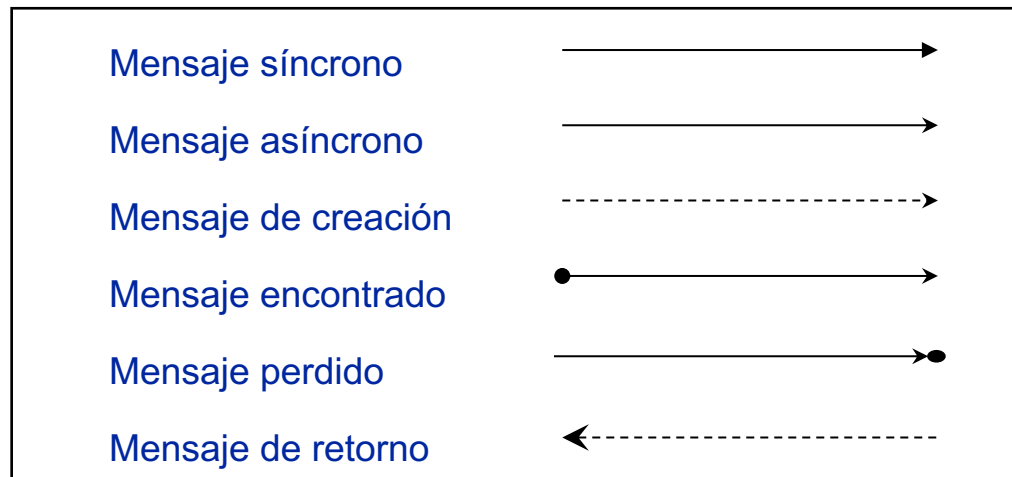 Mensaje síncrono
Mensaje asíncrono
Mensaje de creación
Mensaje encontrado
Mensaje perdido
Mensaje de retorno